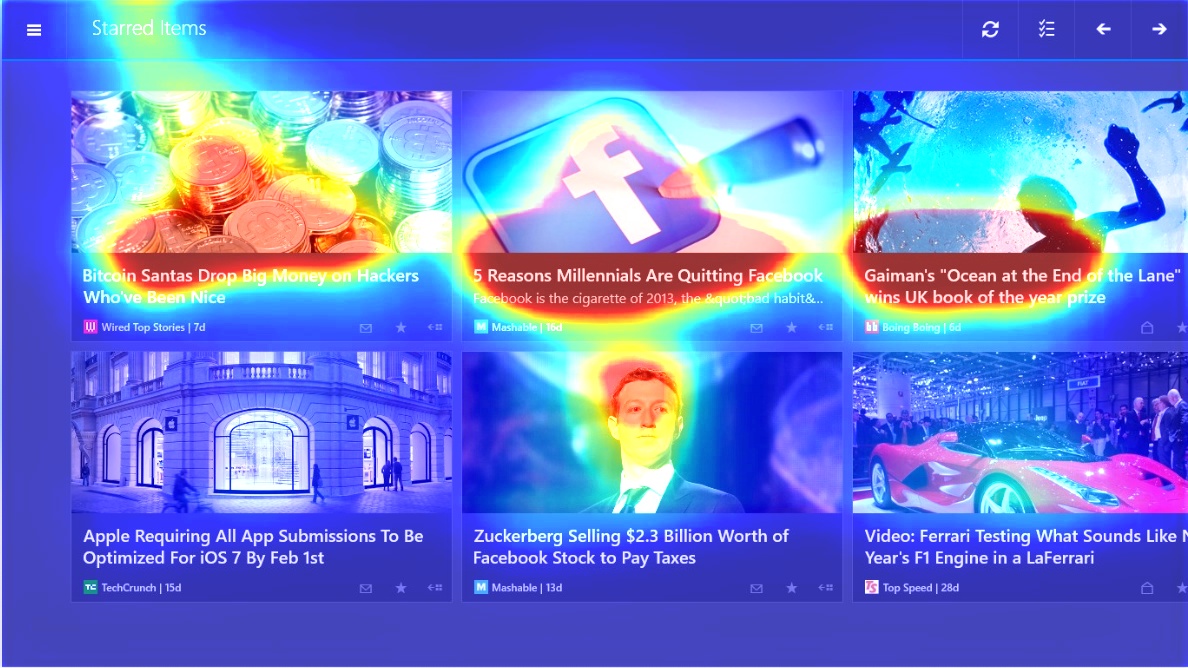 Starred Items
Bitcoin Santas Drop Big Money on Hackers
Who've Been Nice
Wired Top Stories | 7d
5 Reasons Millennials Are Quitting Facebook
Facebook is the cigarette of 2013, the &quot;bad habit&...
Mashable | 16d
Gaiman's "Ocean at the End of the Lane"
wins UK book of the year prize
Boing Boing | 6d
Apple Requiring All App Submissions To Be
Optimized For iOS 7 By Feb 1st
TC TechCrunch | 15d
Zuckerberg Selling $2.3 Billion Worth of
Facebook Stock to Pay Taxes
M Mashable | 13d
FIAT
Jeep
Video: Ferrari Testing What Sounds Like N
Year's F1 Engine in a LaFerrari
TS Top Speed | 28d